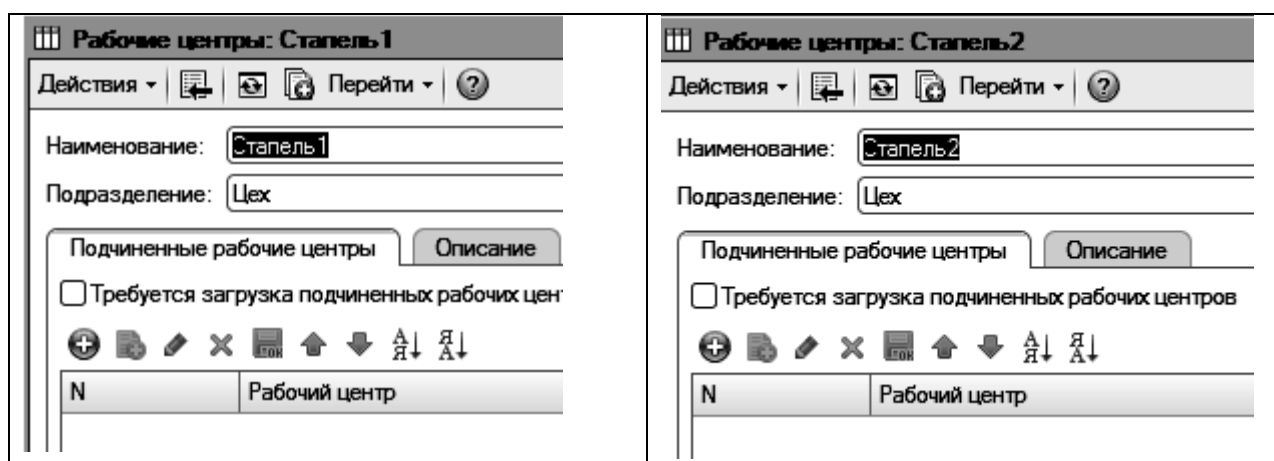 Рабочие центры: Стапель1
Действия Перейти ?
Наименование: Стапель1
Подразделение: Цех
Подчиненные рабочие центры Описание
Требуется загрузка подчиненных рабочих цен
N Рабочий центр
Рабочие центры: Стапель2
Действия Перейти ?
Наименование: Стапель2
Подразделение: Цех
Подчиненные рабочие центры Описание
Требуется загрузка подчиненных рабочих центров
N Рабочий центр